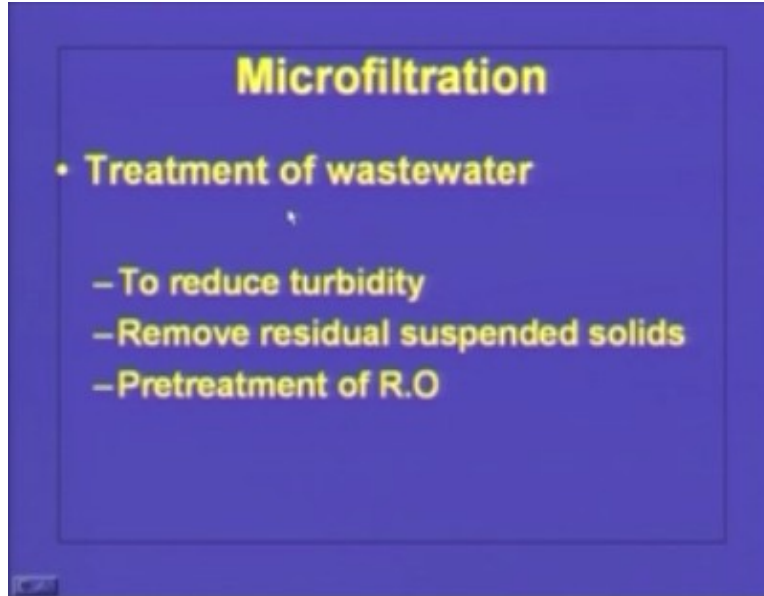 Microfiltration
• Treatment of wastewater
–To reduce turbidity
–Remove residual suspended solids
–Pretreatment of R.O